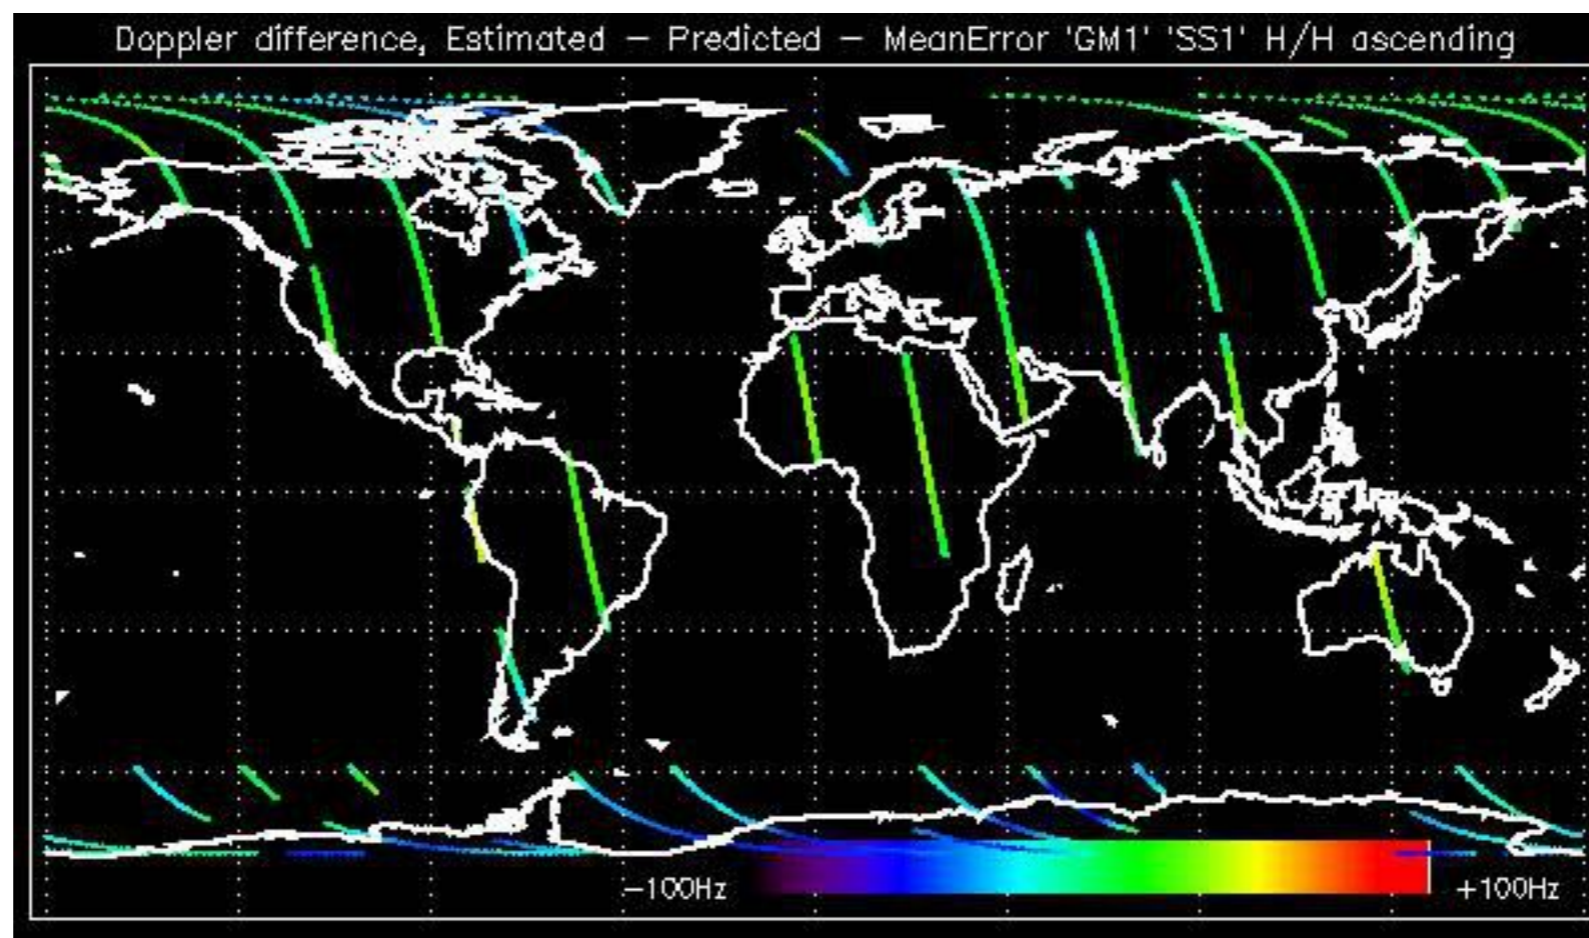 Doppler difference, Estimated – Predicted – MeanError 'GM1' 'SS1' H/H ascending
–100Hz
+100Hz